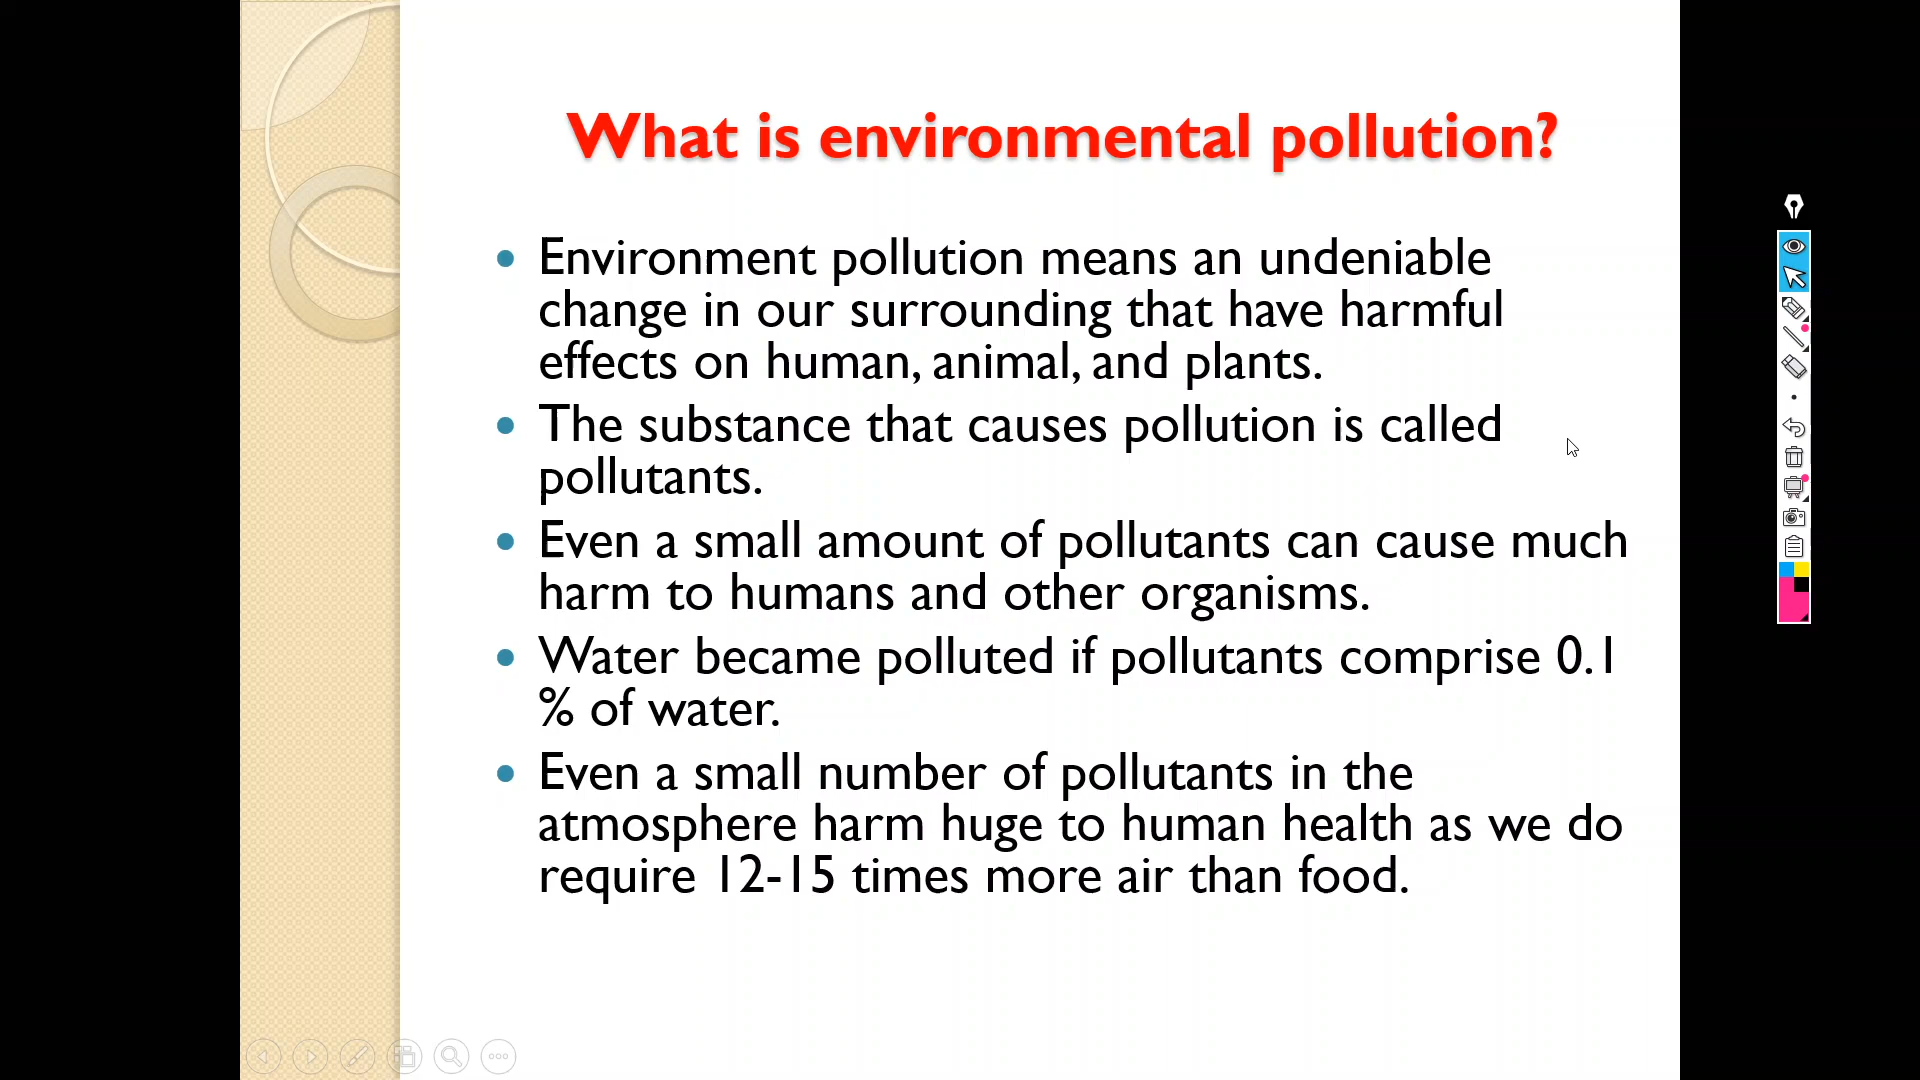 What is environmental pollution?
Environment pollution means an undeniable
change in our surrounding that have harmful
effects on human, animal, and plants.
The substance that causes pollution is called
pollutants.
Even a small amount of pollutants can cause much
harm to humans and other organisms.
Water became polluted if pollutants comprise 0.1
% of water.
Even a small number of pollutants in the
atmosphere harm huge to human health as we do
require 12-15 times more air than food.